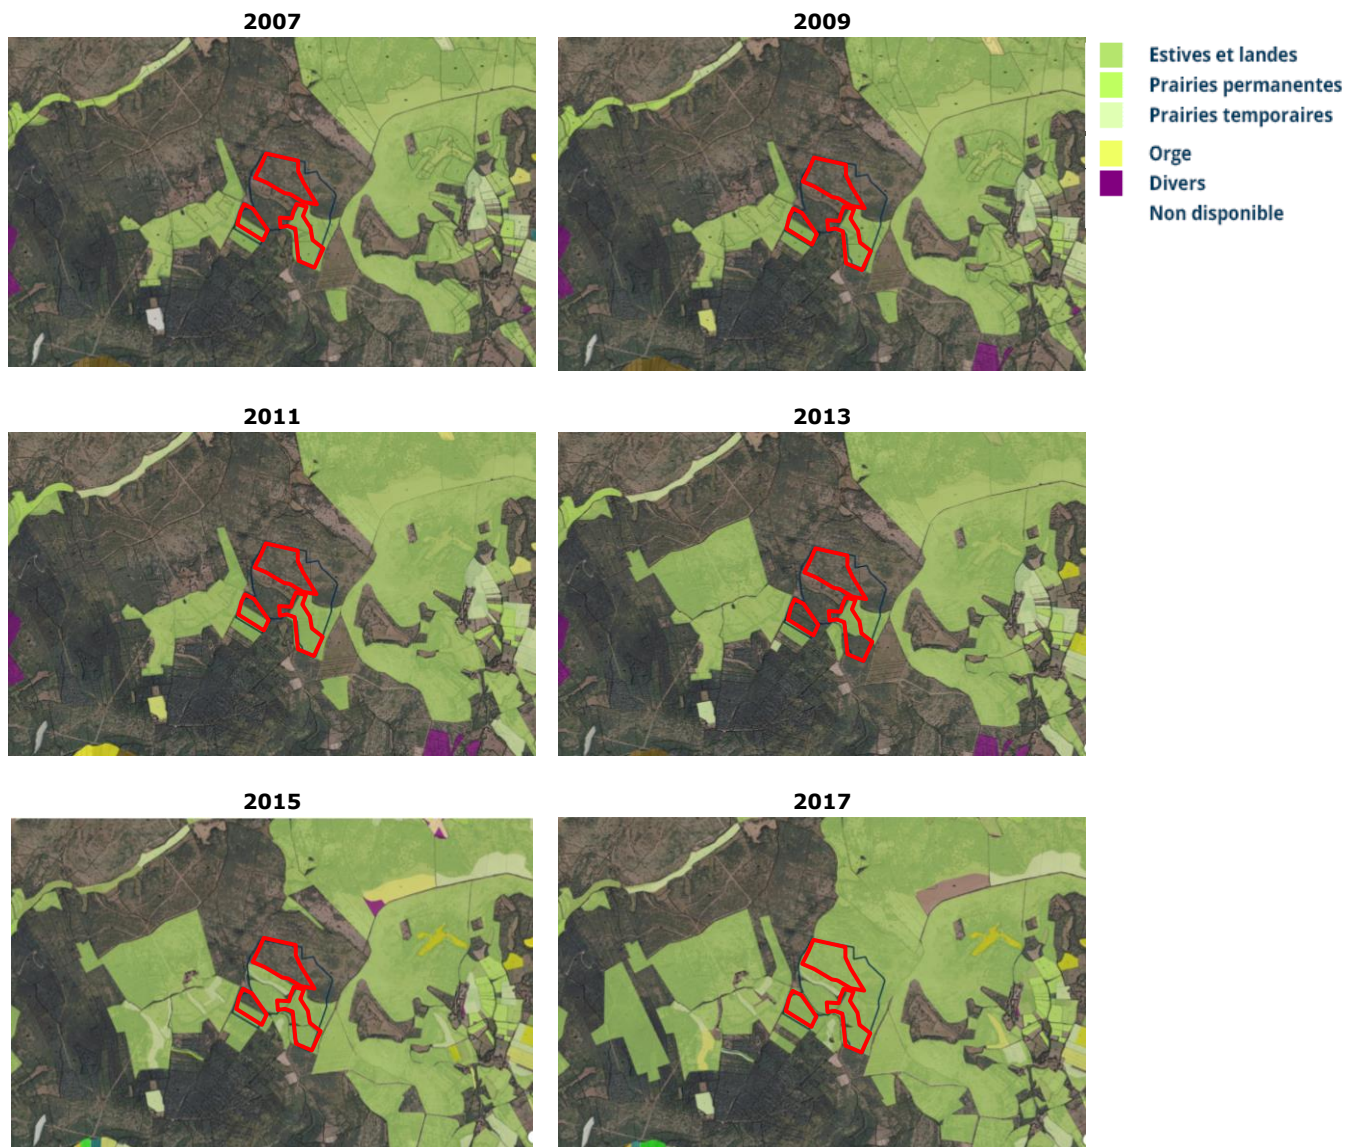 2007
2009
Estives et landes
Prairies permanentes
Prairies temporaires
Orge
Divers
Non disponible
2011
2013
2015
2017